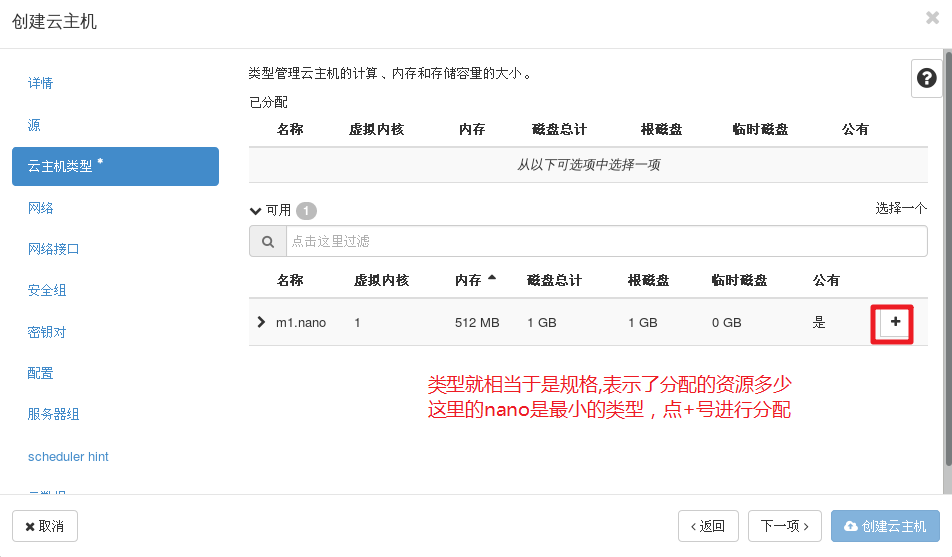 创建云主机
详情
源
云主机类型 *
网络
网络接口
安全组
密钥对
配置
服务器组
scheduler hint
类型管理云主机的计算、内存和存储容量的大小。
已分配
名称 虚拟内核 内存 磁盘总计 根磁盘 临时磁盘 公有
从以下可选项中选择一项
可用 1 选择一个
点击这里过滤
名称 虚拟内核 内存 磁盘总计 根磁盘 临时磁盘 公有
m1.nano 1 512 MB 1 GB 1 GB 0 GB 是
类型就相当于是规格,表示了分配的资源多少
这里的nano是最小的类型，点+号进行分配
取消 返回 下一项 创建云主机